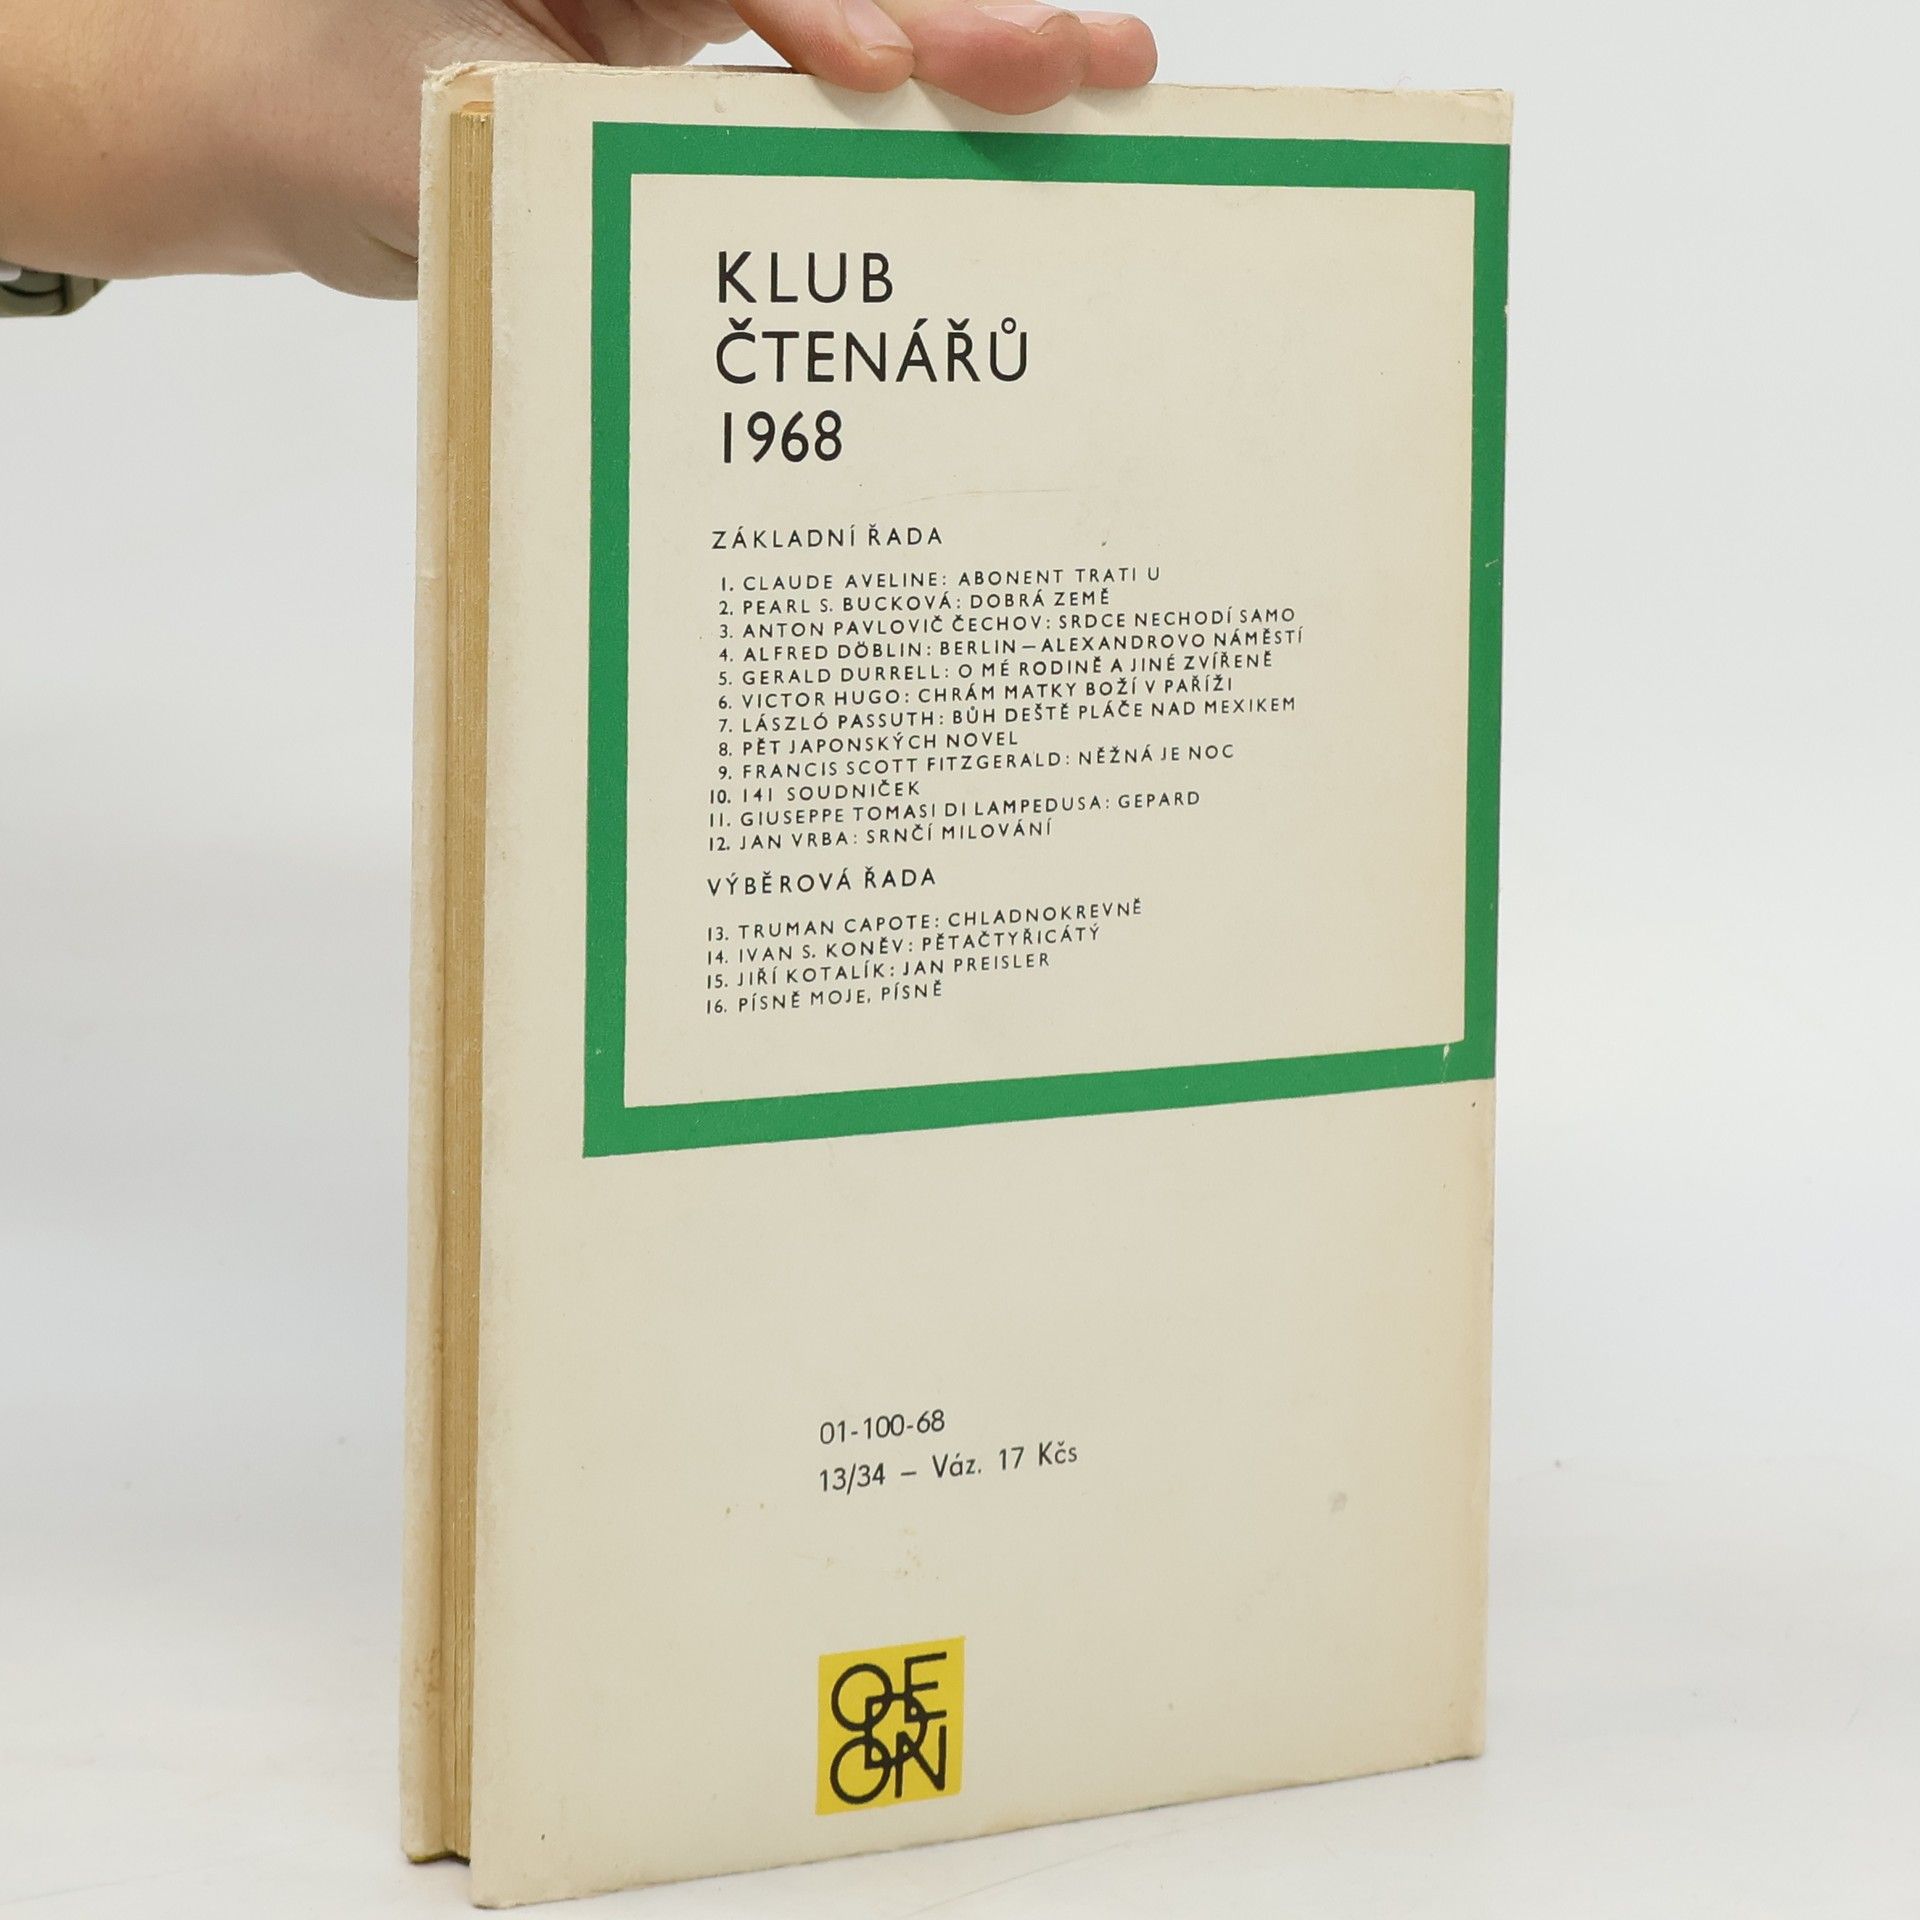 KLUB
ČTENÁŘŮ
1968
ZÁKLADNÍ ŘADA
1. CLAUDE AVELINE: ABONENT TRATI U
2. PEARL S. BUCKOVÁ: DOBRÁ ZEMĚ
3. ANTON PAVLOVIČ ČECHOV: SRDCE NECHODÍ SAMO
4. ALFRED DÖBLIN: BERLIN – ALEXANDROVO NÁMĚSTÍ
5. GERALD DURRELL: O MÉ RODINĚ A JINÉ ZVÍŘENĚ
6. VICTOR HUGO: CHRÁM MATKY BOŽÍ V PAŘÍŽI
7. LÁSZLÓ PASSUTH: BŮH DEŠTĚ PLÁČE NAD MEXIKEM
8. PĚT JAPONSKÝCH NOVEL
9. FRANCIS SCOTT FITZGERALD: NĚŽNÁ JE NOC
10. 141 SOUDNIČEK
11. GIUSEPPE TOMASI DI LAMPEDUSA: GEPARD
12. JAN VRBA: SRNČÍ MILOVÁNÍ
VÝBĚROVÁ ŘADA
13. TRUMAN CAPOTE: CHLADNOKREVNĚ
14. IVAN S. KONĚV: PĚTAČTYŘICÁTÝ
15. JIŘÍ KOTALÍK: JAN PREISLER
16. PÍSNĚ MOJE, PÍSNĚ
01-100-68
13/34 – Váz. 17 Kčs
ODEON